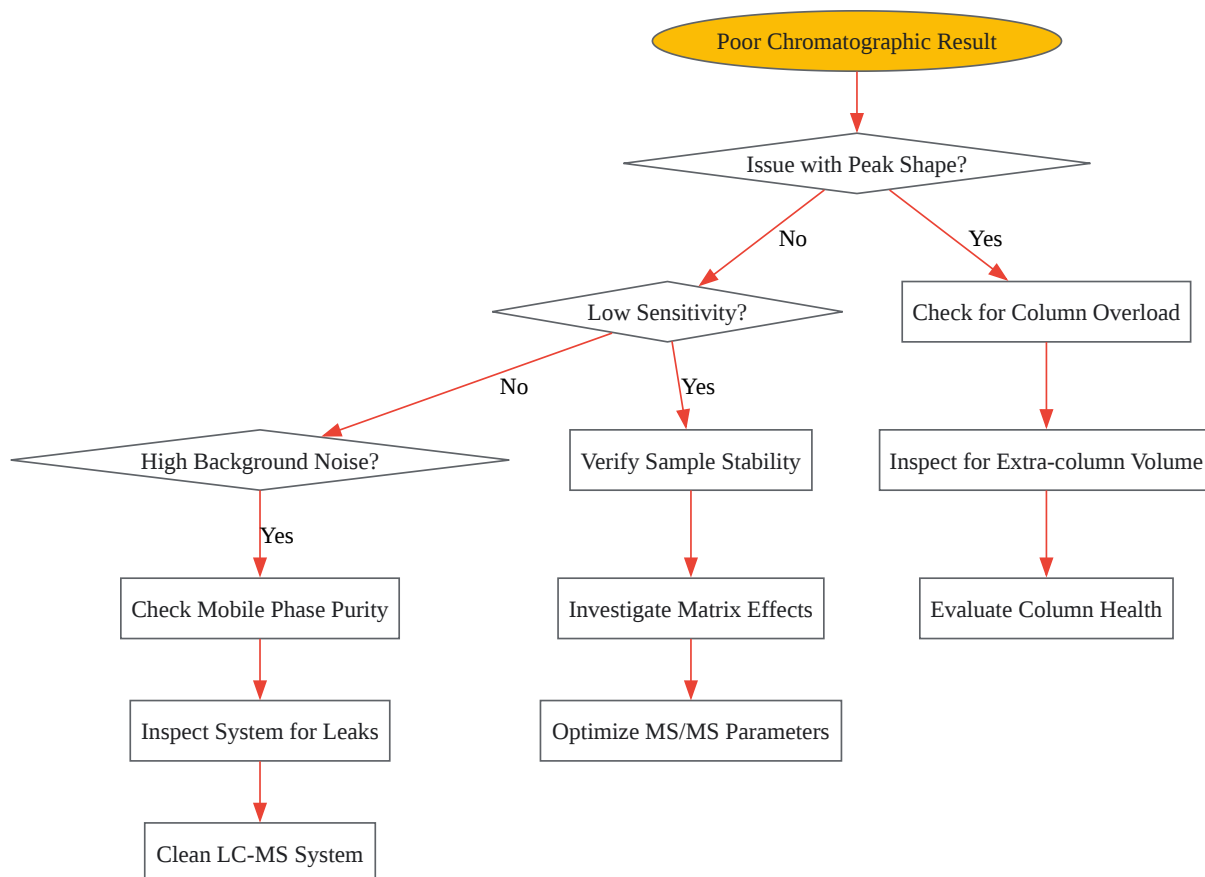 Poor Chromatographic Result
Issue with Peak Shape?
No
Yes
Low Sensitivity?
Check for Column Overload
No
Yes
High Background Noise?
Verify Sample Stability
Inspect for Extra-column Volume
Yes
Check Mobile Phase Purity
Investigate Matrix Effects
Evaluate Column Health
Inspect System for Leaks
Optimize MS/MS Parameters
Clean LC-MS System